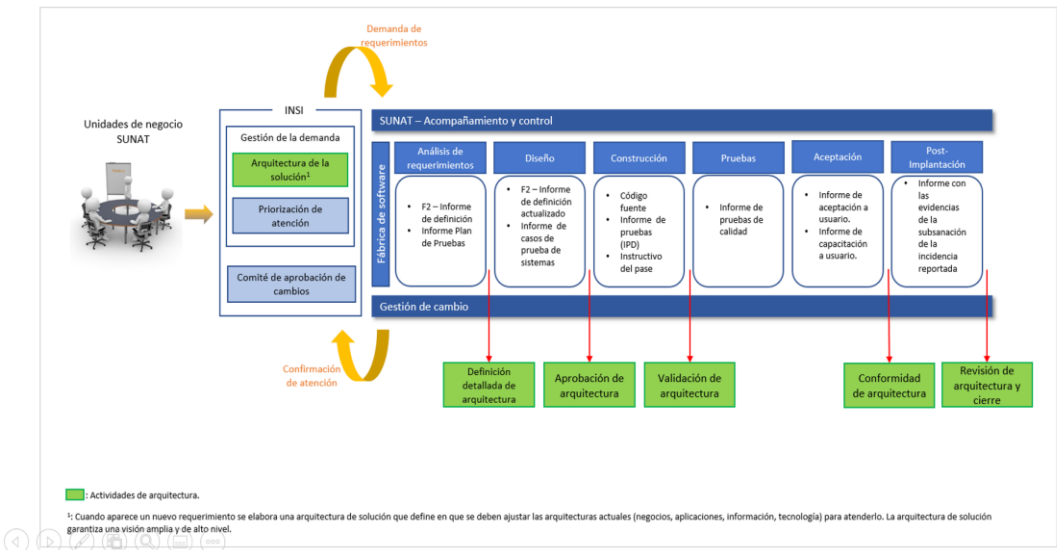 Demanda de
requerimientos
INSI
Unidades de negocio
SUNAT
Gestión de la demanda
Arquitectura de la
solución¹
Priorización de
atención
Comité de aprobación de
cambios
SUNAT – Acompañamiento y control
Fábrica de software
Análisis de
requerimientos
• F2 – Informe
de definición
• Informe Plan
de Pruebas
Diseño
• F2 – Informe
de definición
actualizado
• Informe de
casos de
prueba de
sistemas
Construcción
• Código
fuente
• Informe de
pruebas
(IPD)
• Instructivo
del pase
Pruebas
• Informe de
pruebas de
calidad
Aceptación
• Informe de
aceptación a
usuario.
• Informe de
capacitación
a usuario.
Post-
Implantación
• Informe con
las
evidencias
de la
subsanación
de la
incidencia
reportada
Gestión de cambio
Confirmación
de atención
Definición
detallada de
arquitectura
Aprobación de
arquitectura
Validación de
arquitectura
Conformidad
de arquitectura
Revisión de
arquitectura y
cierre
: Actividades de arquitectura.
¹: Cuando aparece un nuevo requerimiento se elabora una arquitectura de solución que define en que se deben ajustar las arquitecturas actuales (negocios, aplicaciones, información, tecnología) para atenderlo. La arquitectura de solución
garantiza una visión amplia y de alto nivel.